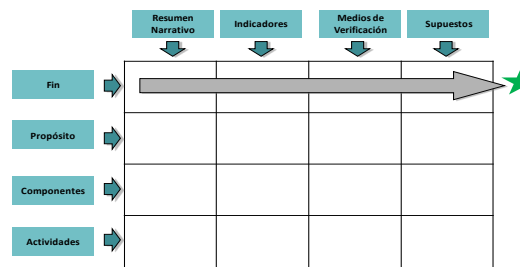 Resumen
Narrativo
Indicadores
Medios de
Verificación
Supuestos
Fin
Propósito
Componentes
Actividades